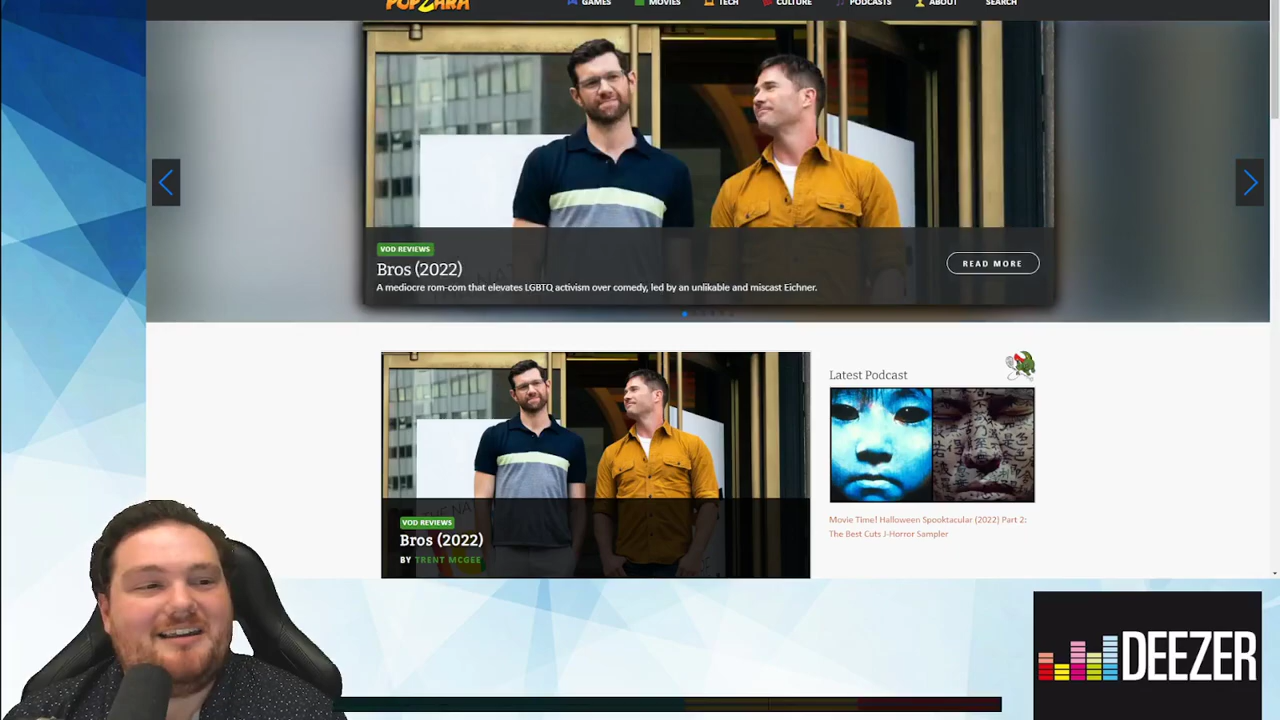 POPZARA
GAMES
MOVIES
TECH
CULTURE
PODCASTS
ABOUT
SEARCH
VOD REVIEWS
Bros (2022)
A mediocre rom-com that elevates LGBTQ activism over comedy, led by an unlikable and miscast Eichner.
READ MORE
VOD REVIEWS
Bros (2022)
BY TRENT MCGEE
Latest Podcast
Movie Time! Halloween Spooktacular (2022) Part 2:
The Best Cuts J-Horror Sampler
DEEZER